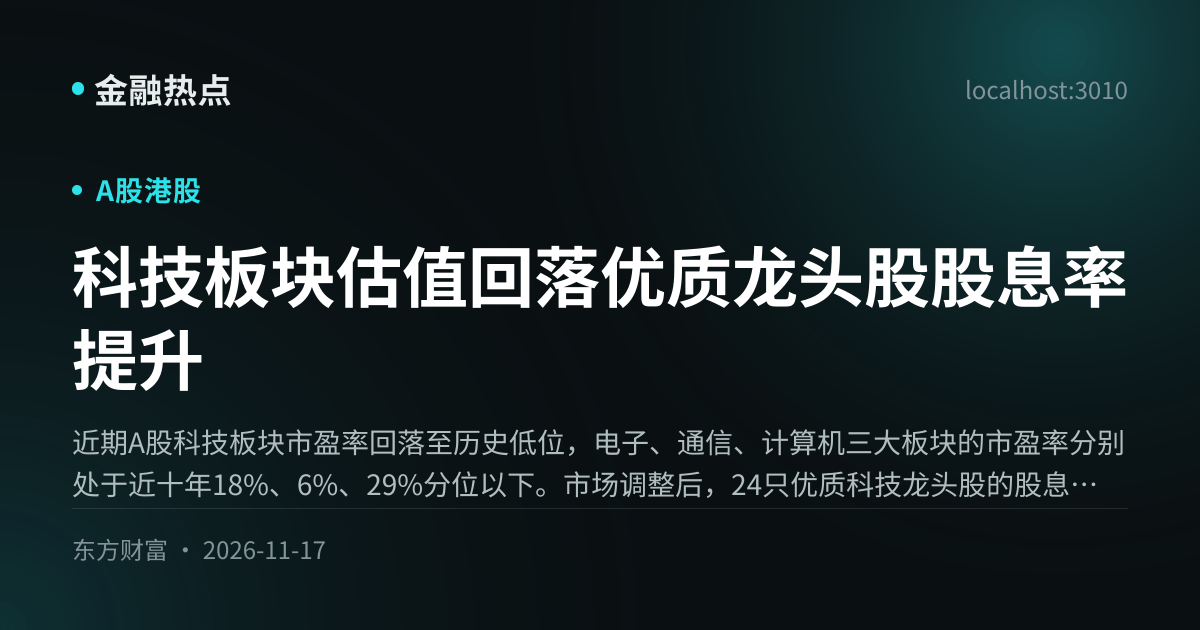 金融热点
localhost:3010
A股港股
科技板块估值回落优质龙头股股息率
提升
近期A股科技板块市盈率回落至历史低位，电子、通信、计算机三大板块的市盈率分别
处于近十年18%、6%、29%分位以下。市场调整后，24只优质科技龙头股的股息…
东方财富 · 2026-11-17